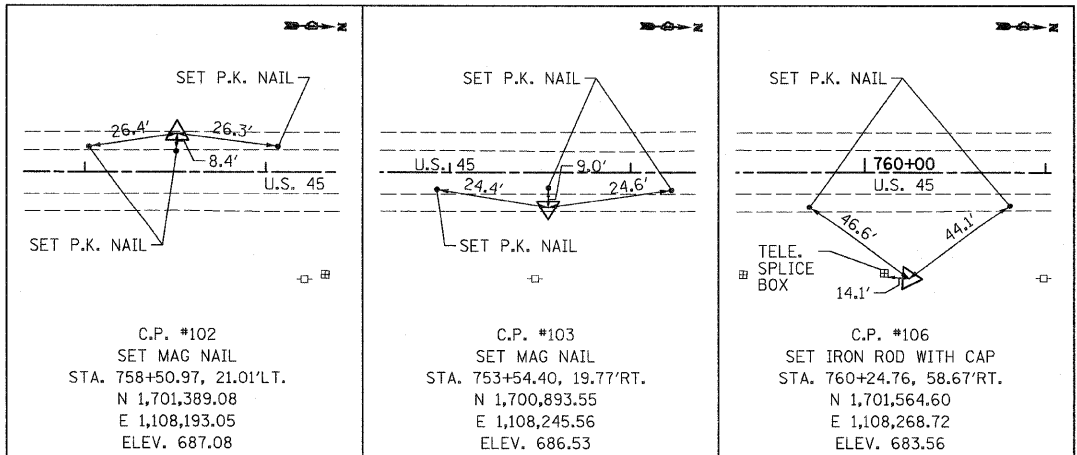 N
SET P.K. NAIL
26.4' 26.3'
8.4'
U.S. 45
SET P.K. NAIL
C.P. #102
SET MAG NAIL
STA. 758+50.97, 21.01'LT.
N 1,701,389.08
E 1,108,193.05
ELEV. 687.08
N
SET P.K. NAIL
U.S. 45
9.0'
24.4' 24.6'
SET P.K. NAIL
C.P. #103
SET MAG NAIL
STA. 753+54.40, 19.77'RT.
N 1,700,893.55
E 1,108,245.56
ELEV. 686.53
N
SET P.K. NAIL
760+00
U.S. 45
46.6' 44.1'
TELE.
SPLICE
BOX
14.1'
C.P. #106
SET IRON ROD WITH CAP
STA. 760+24.76, 58.67'RT.
N 1,701,564.60
E 1,108,268.72
ELEV. 683.56